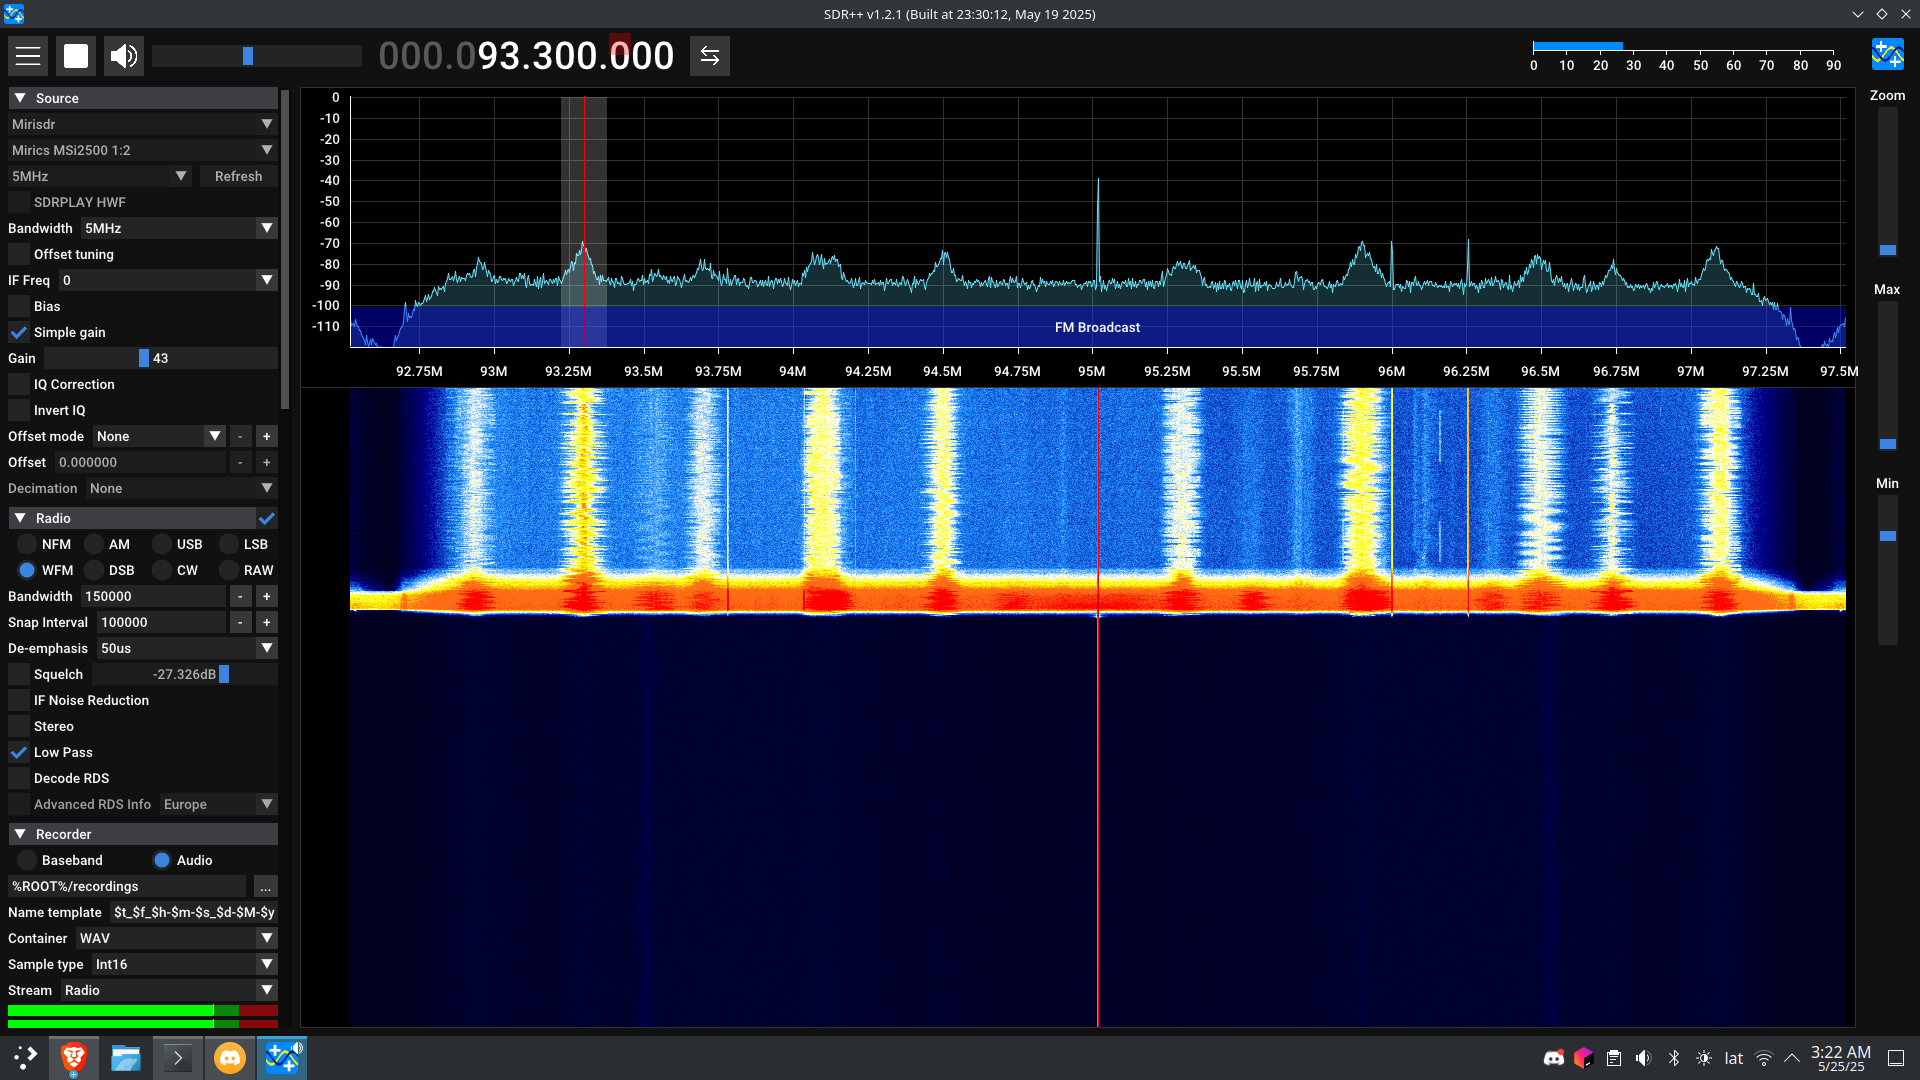 SDR++ v1.2.1 (Built at 23:30:12, May 19 2025)
000.093.300.000
0 10 20 30 40 50 60 70 80 90
Source
Mirisdr
Mirics MSi2500 1:2
5MHz Refresh
SDRPLAY HWF
Bandwidth 5MHz
Offset tuning
IF Freq 0
Bias
Simple gain
Gain 43
IQ Correction
Invert IQ
Offset mode None - +
Offset 0.000000 - +
Decimation None
Radio
NFM AM USB LSB
WFM DSB CW RAW
Bandwidth 150000 - +
Snap Interval 100000 - +
De-emphasis 50us
Squelch -27.326dB
IF Noise Reduction
Stereo
Low Pass
Decode RDS
Advanced RDS Info Europe
Recorder
Baseband Audio
%ROOT%/recordings ...
Name template $t_$f_$h-$m-$s_$d-$M-$y
Container WAV
Sample type Int16
Stream Radio
0
-10
-20
-30
-40
-50
-60
-70
-80
-90
-100
-110
FM Broadcast
92.75M 93M 93.25M 93.5M 93.75M 94M 94.25M 94.5M 94.75M 95M 95.25M 95.5M 95.75M 96M 96.25M 96.5M 96.75M 97M 97.25M 97.5M
Zoom
Max
Min
lat
3:22 AM
5/25/25